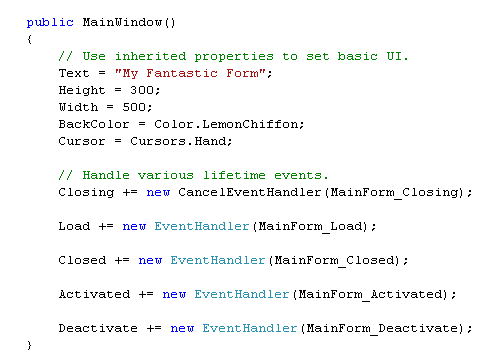 public MainWindow()
{
// Use inherited properties to set basic UI.
Text = "My Fantastic Form";
Height = 300;
Width = 500;
BackColor = Color.LemonChiffon;
Cursor = Cursors.Hand;
// Handle various lifetime events.
Closing += new CancelEventHandler(MainForm_Closing);
Load += new EventHandler(MainForm_Load);
Closed += new EventHandler(MainForm_Closed);
Activated += new EventHandler(MainForm_Activated);
Deactivate += new EventHandler(MainForm_Deactivate);
}